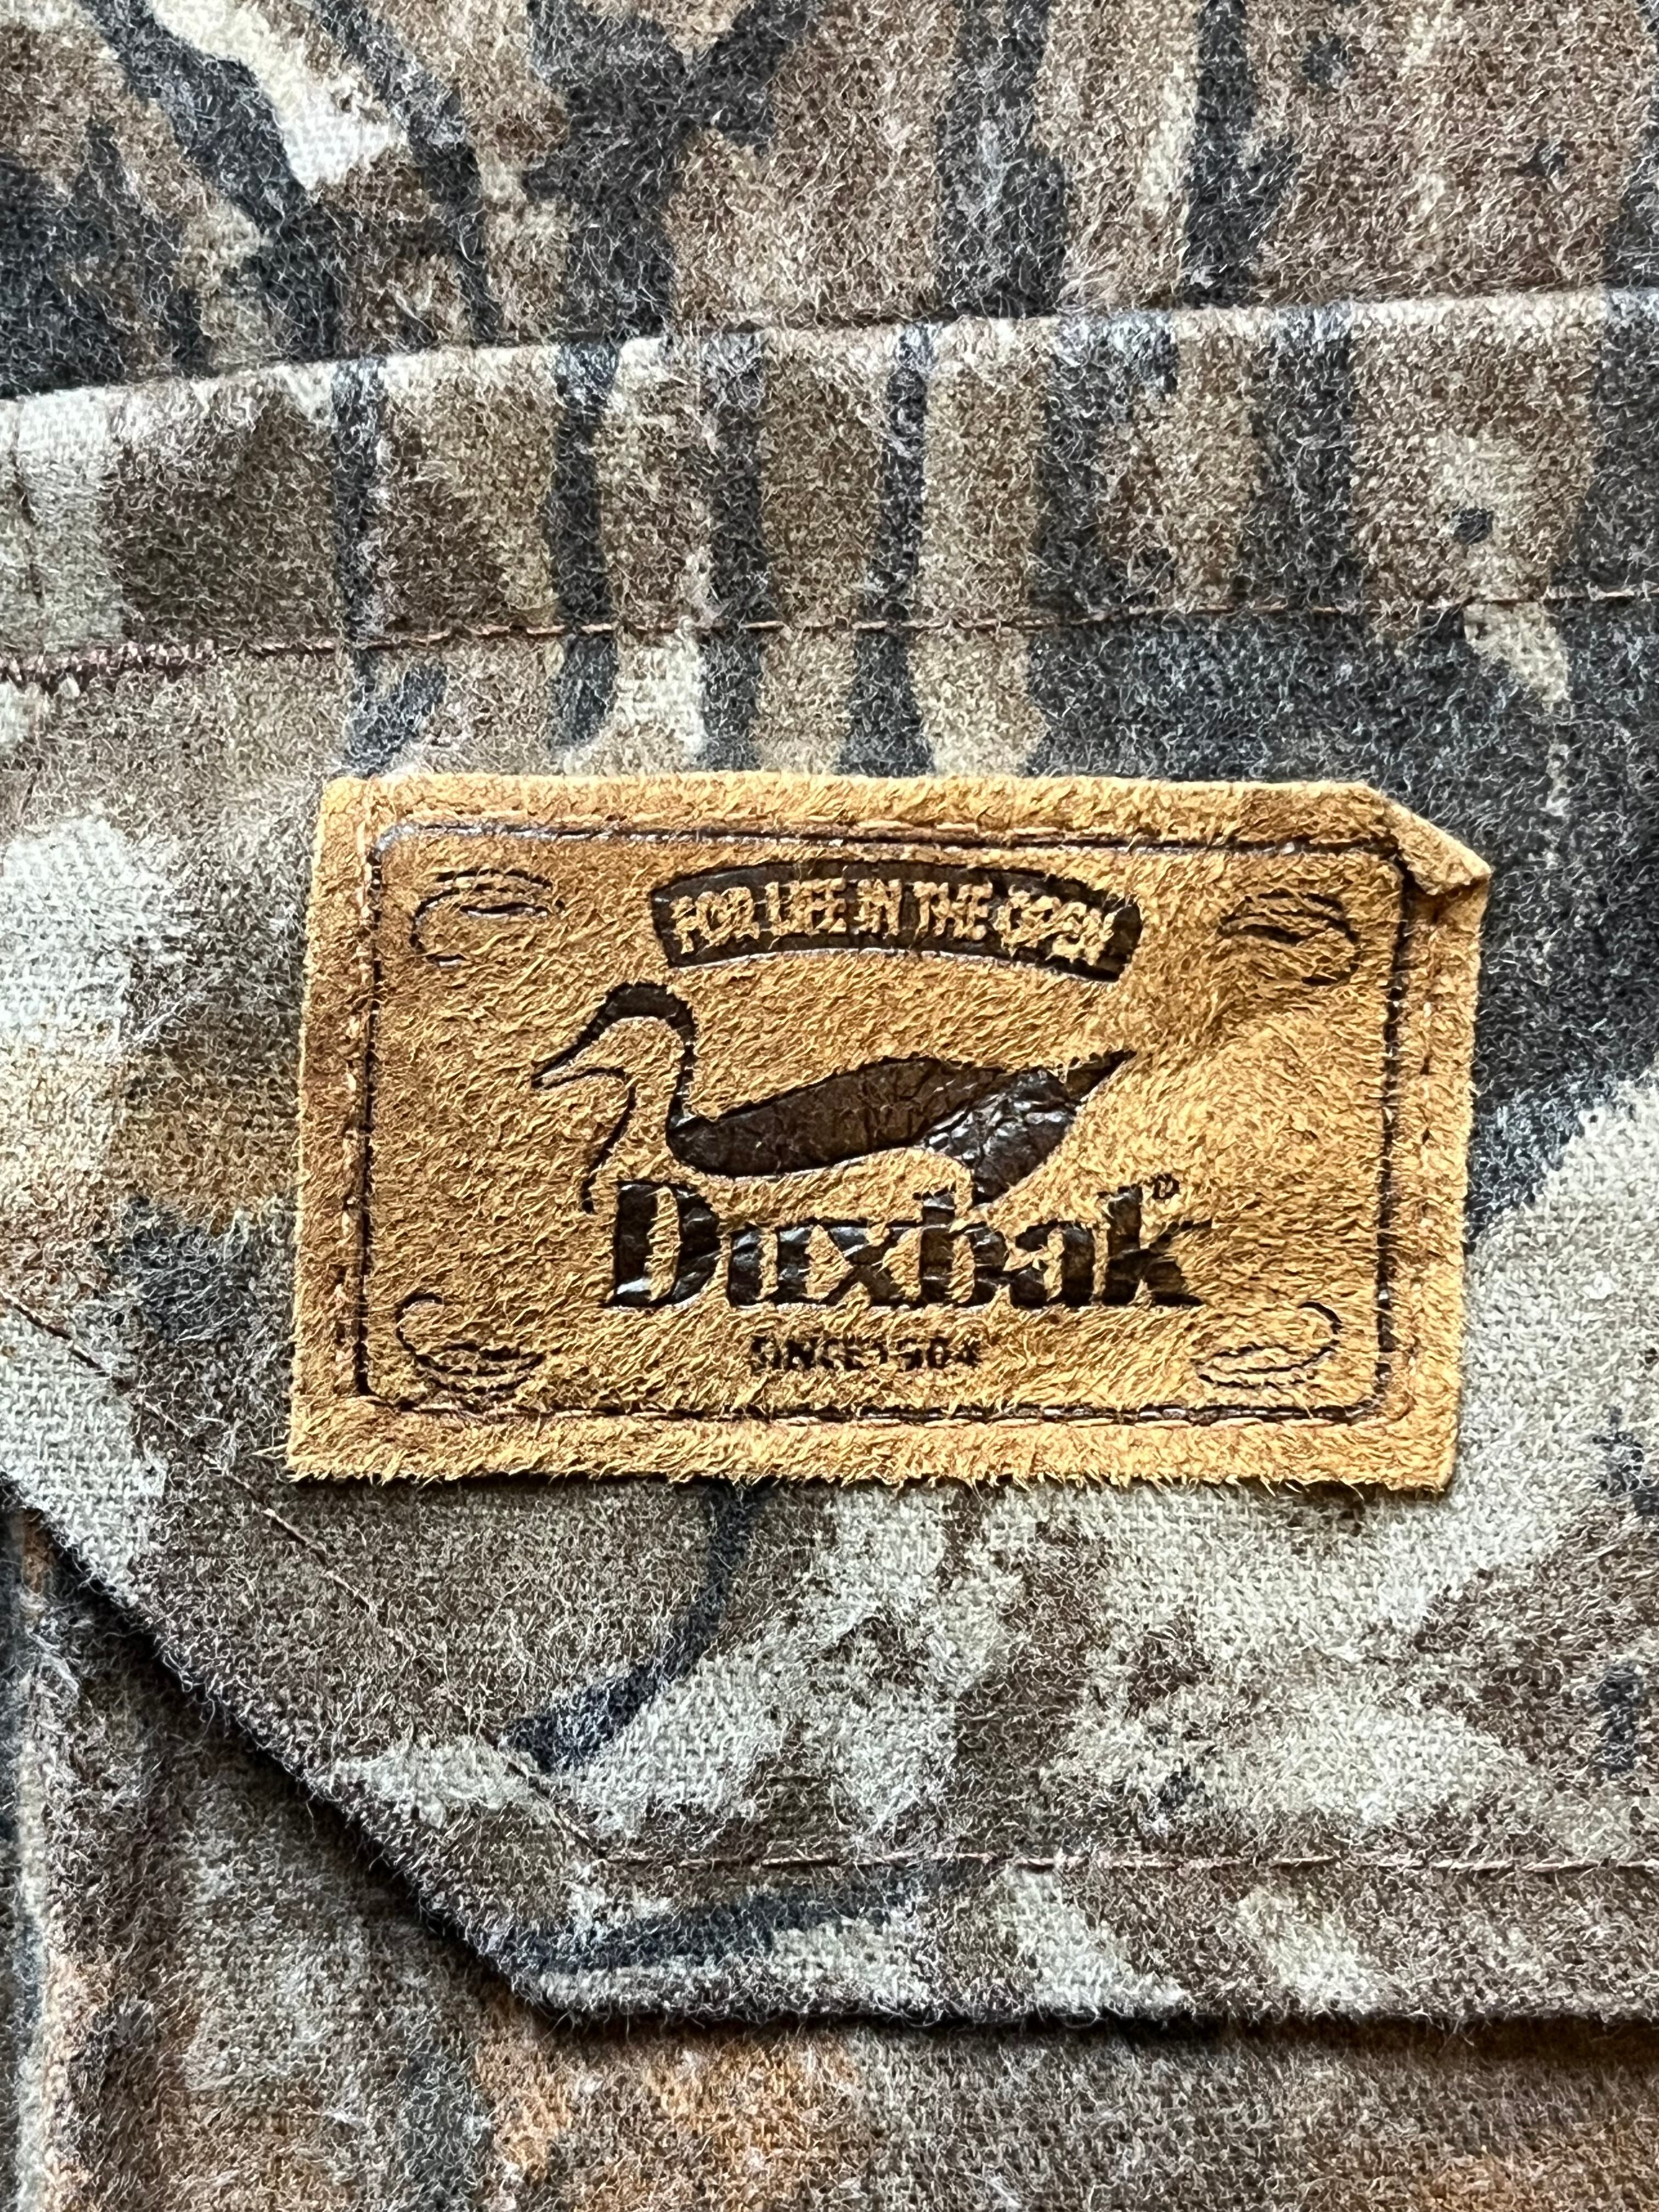 FOR LIFE IN THE OPEN
Duxbak®
SINCE 1904